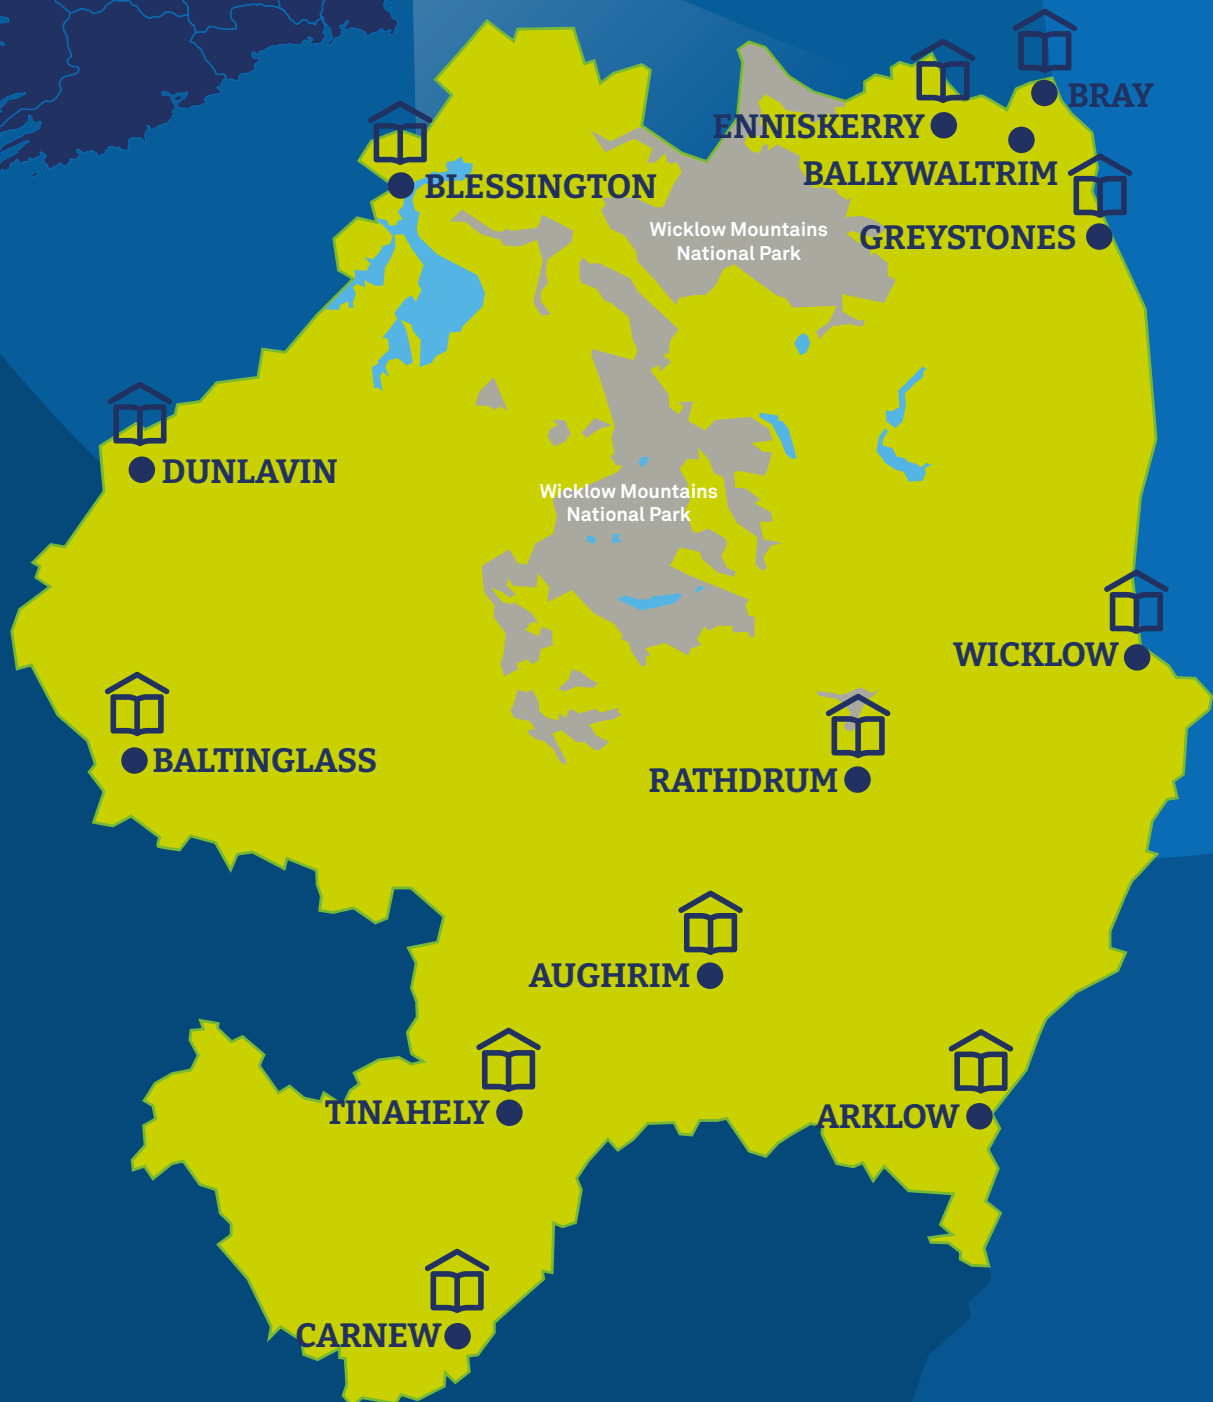 BRAY
ENNISKERRY
BALLYWALTRIM
BLESSINGTON
Wicklow Mountains
National Park
GREYSTONES
DUNLAVIN
Wicklow Mountains
National Park
WICKLOW
BALTINGLASS
RATHDRUM
AUGHRIM
TINAHELY
ARKLOW
CARNEW